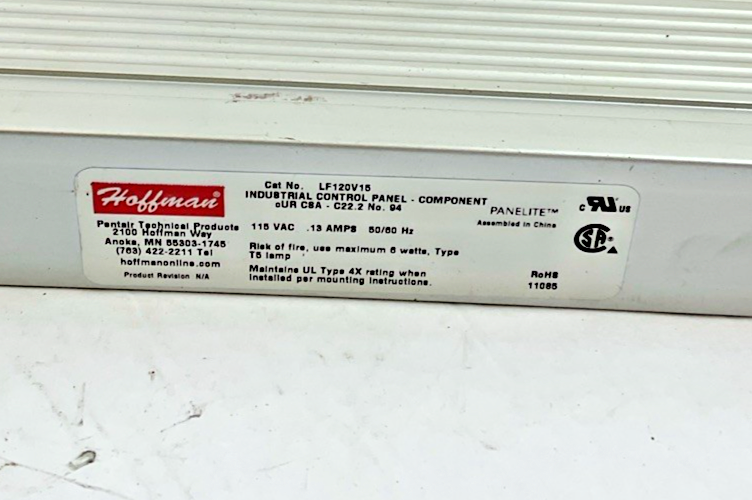 Hoffman
Pentair Technical Products
2100 Hoffman Way
Anoka, MN 55303-1745
(763) 422-2211 Tel
hoffmanonline.com
Product Revision N/A
Cat No. LF120V15
INDUSTRIAL CONTROL PANEL - COMPONENT
cUR CSA - C22.2 No. 94
115 VAC .13 AMPS 50/60 Hz
Risk of fire, use maximum 6 watts, Type
T5 lamp
Maintains UL Type 4X rating when
installed per mounting instructions.
PANELITE™
Assembled in China
C UR US
SA
RoHS
11085